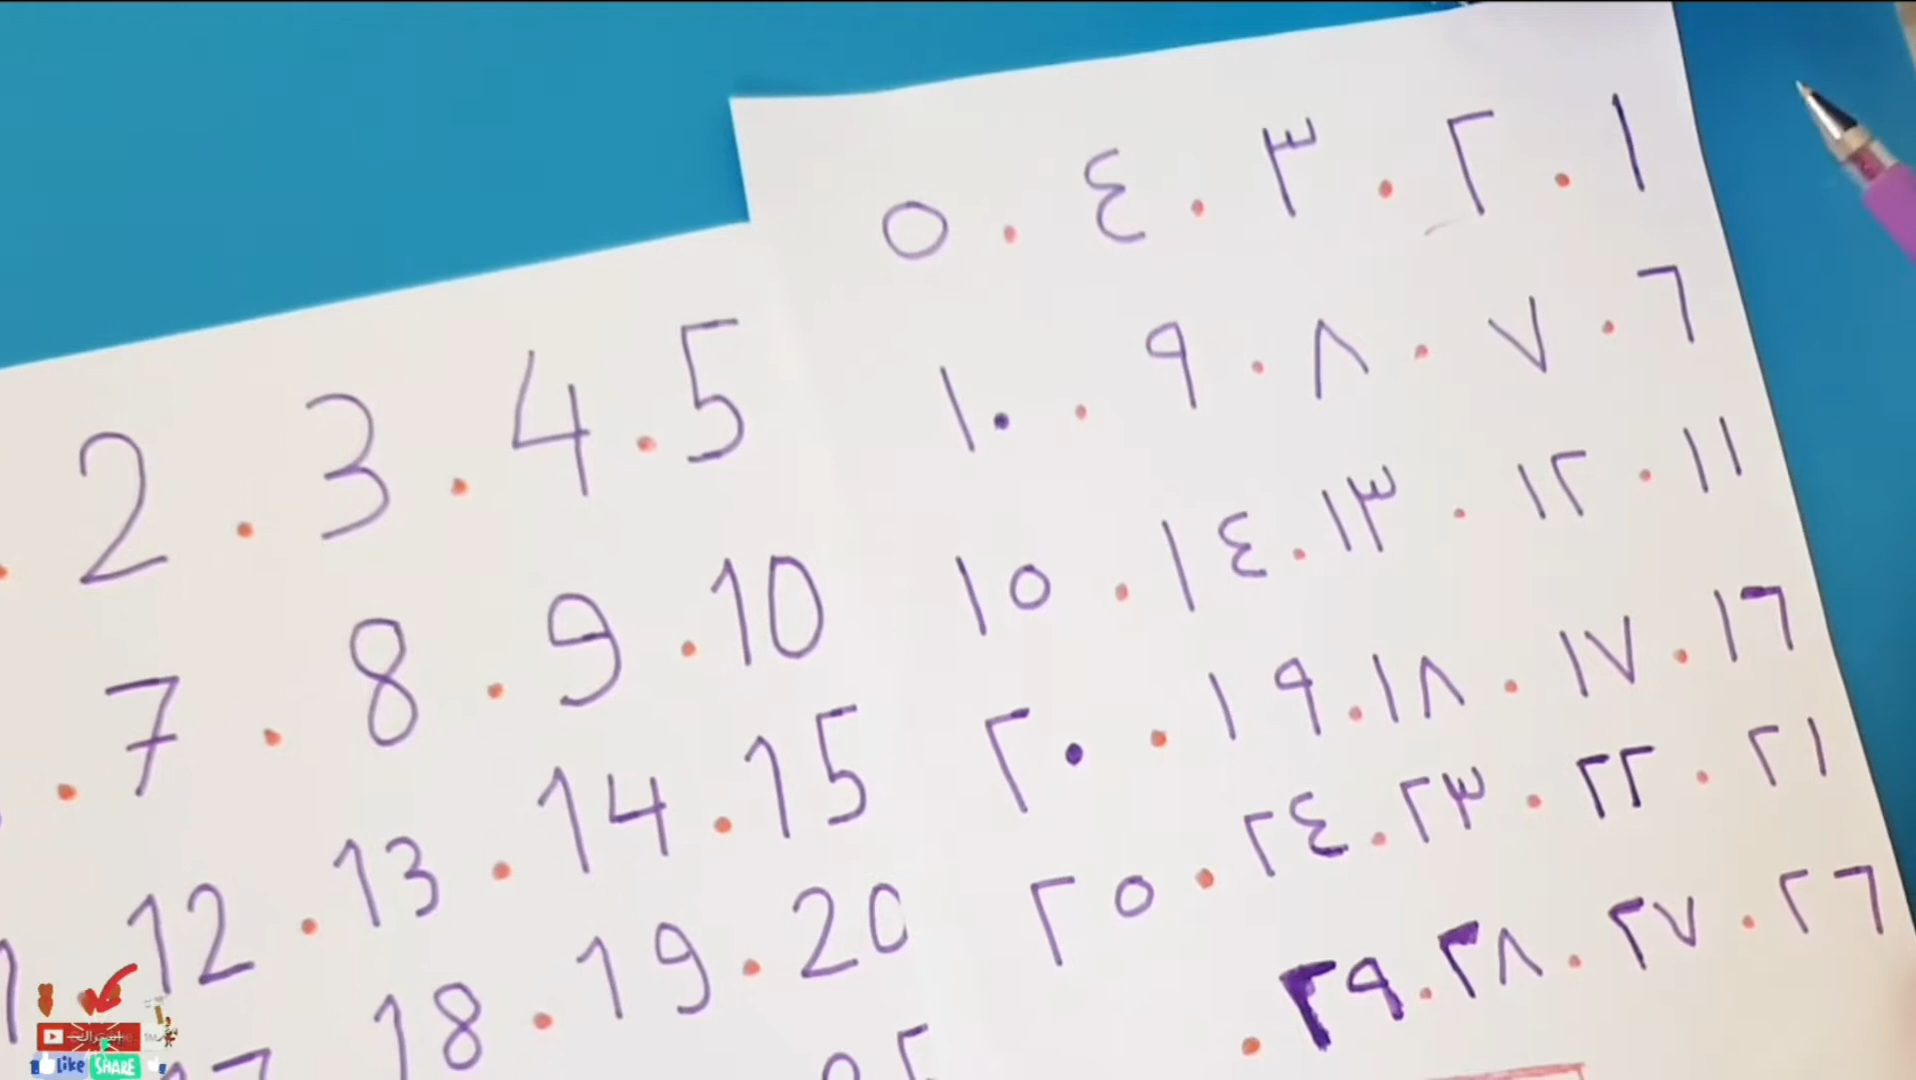 ١ . ٢ . ٣ . ٤ . ٥
٦ . ٧ . ٨ . ٩ . ١٠
١١ . ١٢ . ١٣ . ١٤ . ١٥
١٦ . ١٧ . ١٨ . ١٩ . ٢٠
٢١ . ٢٢ . ٢٣ . ٢٤ . ٢٥
٢٦ . ٢٧ . ٢٨ . ٢٩ .
. 2 . 3 . 4 . 5
. 7 . 8 . 9 . 10
12 . 13 . 14 . 15
18 . 19 . 20
like SHARE